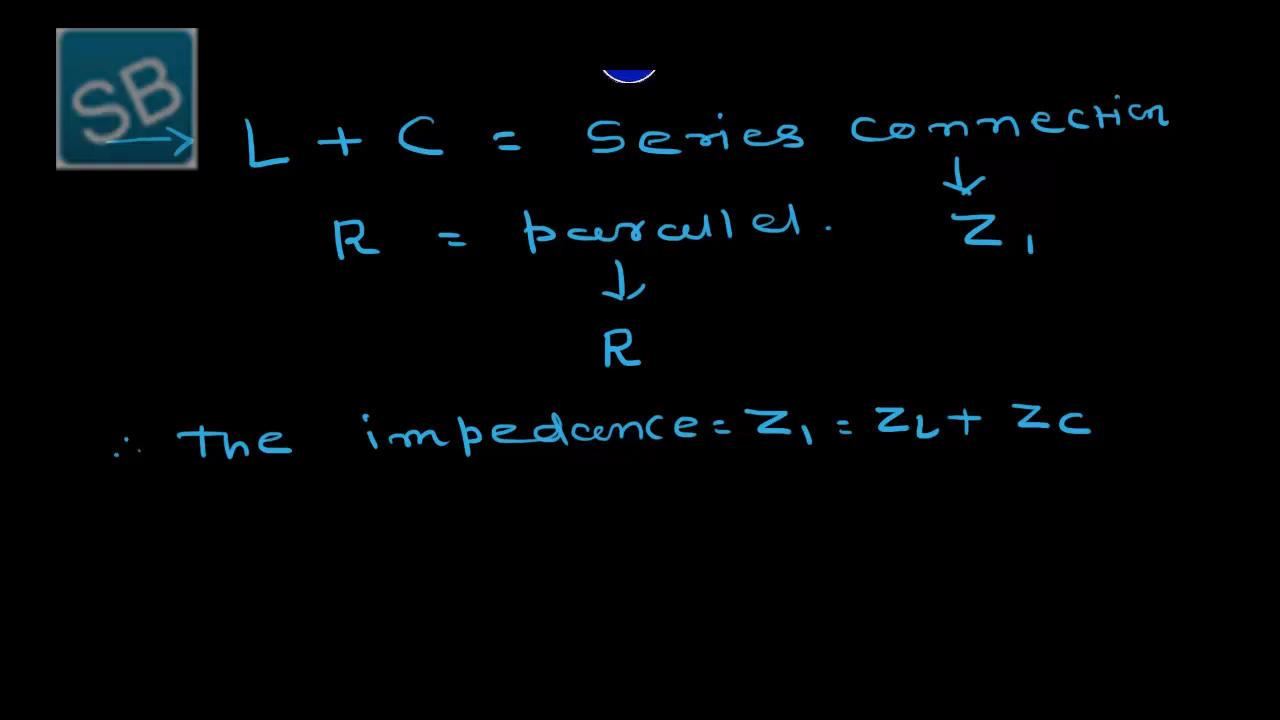 SB
→ L + C = Series connection
↓
R = parallel. Z1
↓
R
∴ The impedance = Z1 = ZL + ZC